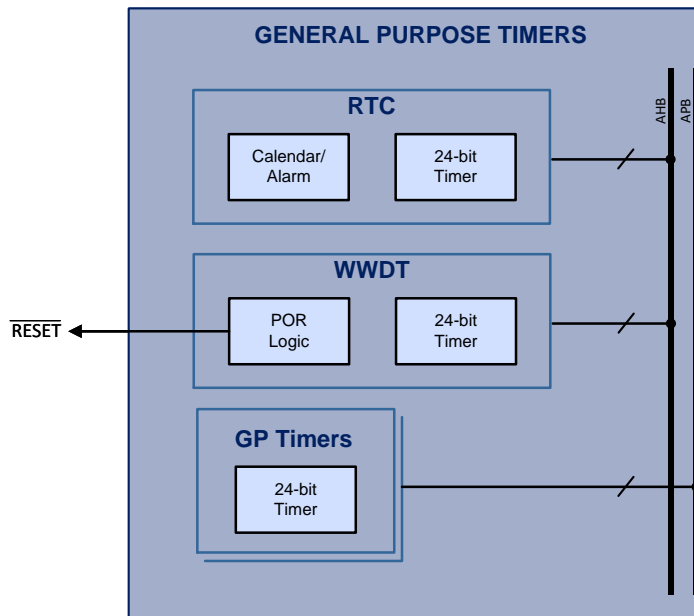 GENERAL PURPOSE TIMERS
RTC
Calendar/
Alarm
24-bit
Timer
AHB
APB
WWDT
RESET
POR
Logic
24-bit
Timer
GP Timers
24-bit
Timer